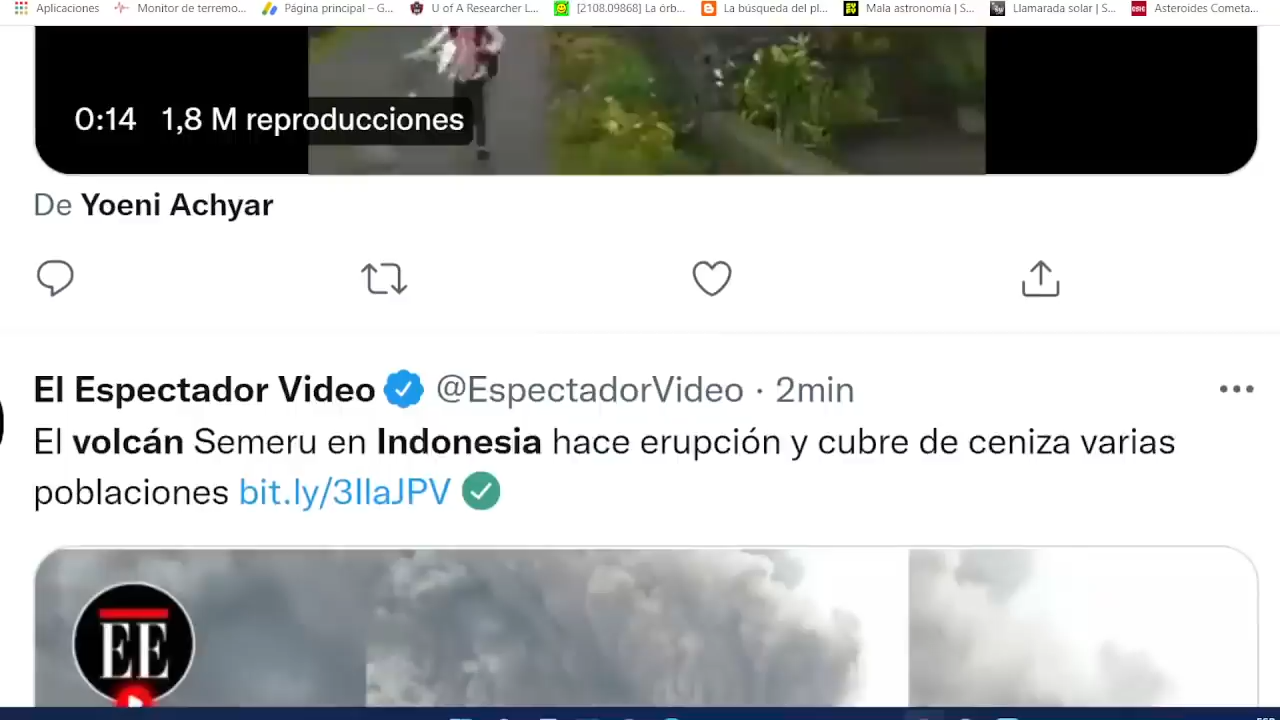 Aplicaciones
Monitor de terremo...
Página principal – G...
U of A Researcher L...
[2108.09868] La órb...
La búsqueda del pl...
Mala astronomía | S...
Llamarada solar | S...
Asteroides Cometa...
0:14 1,8 M reproducciones
De Yoeni Achyar
El Espectador Video @EspectadorVideo · 2min
El volcán Semeru en Indonesia hace erupción y cubre de ceniza varias
poblaciones bit.ly/3IIaJPV
EE